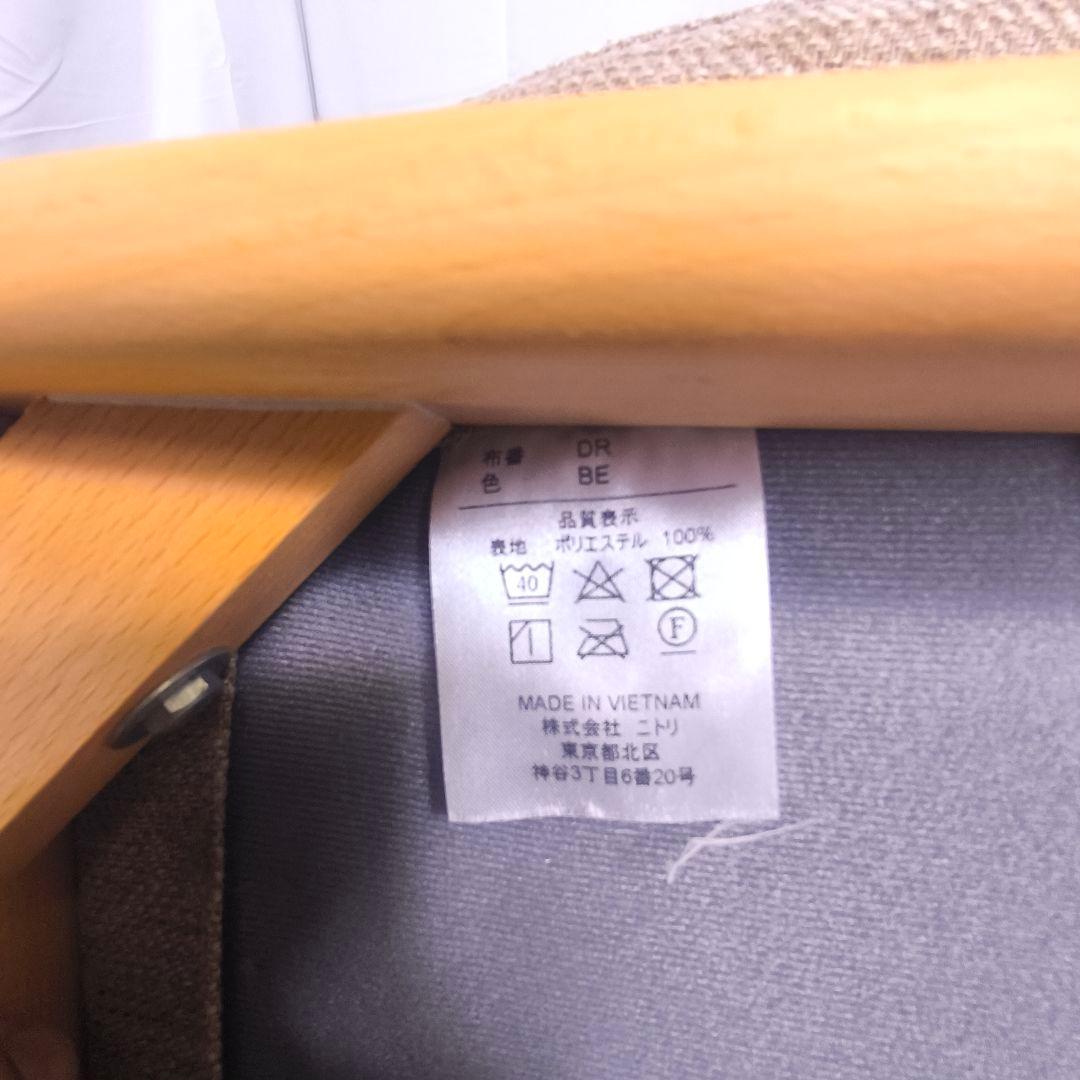 布番 DR
色 BE
品質表示
表地 ポリエステル 100%
40
F
MADE IN VIETNAM
株式会社 ニトリ
東京都北区
神谷3丁目6番20号